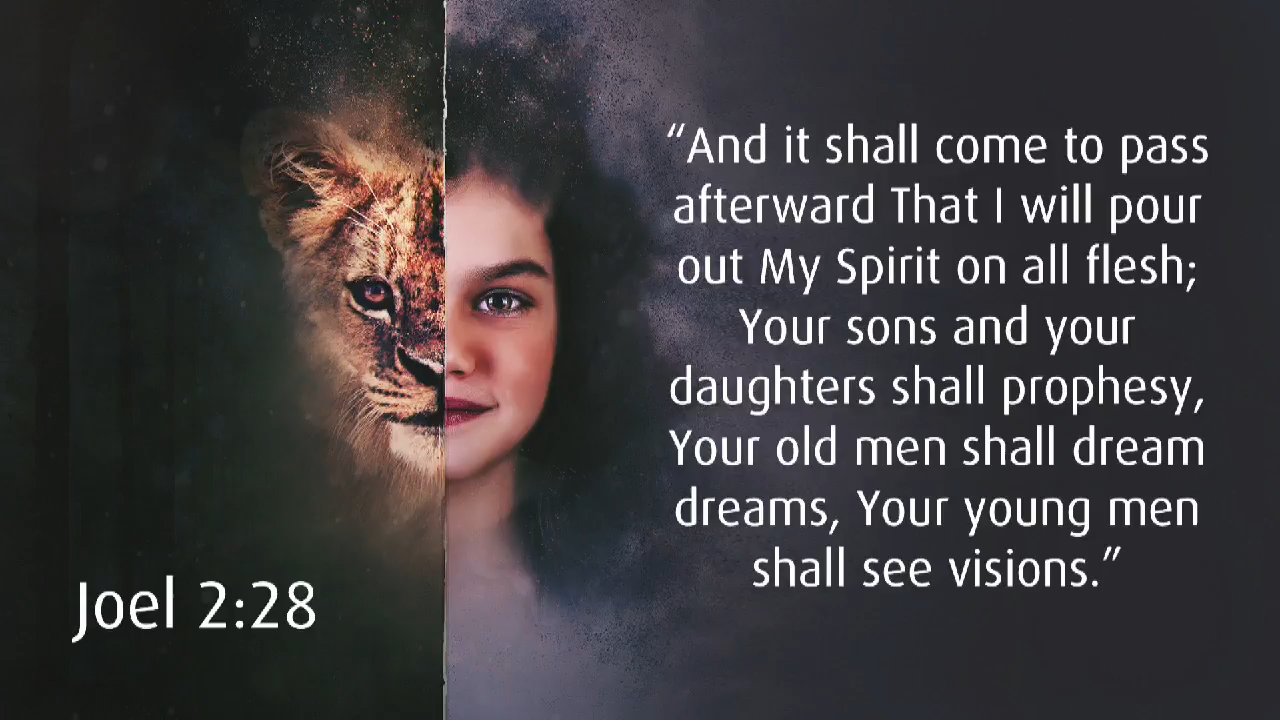 “And it shall come to pass
afterward That I will pour
out My Spirit on all flesh;
Your sons and your
daughters shall prophesy,
Your old men shall dream
dreams, Your young men
shall see visions.”
Joel 2:28